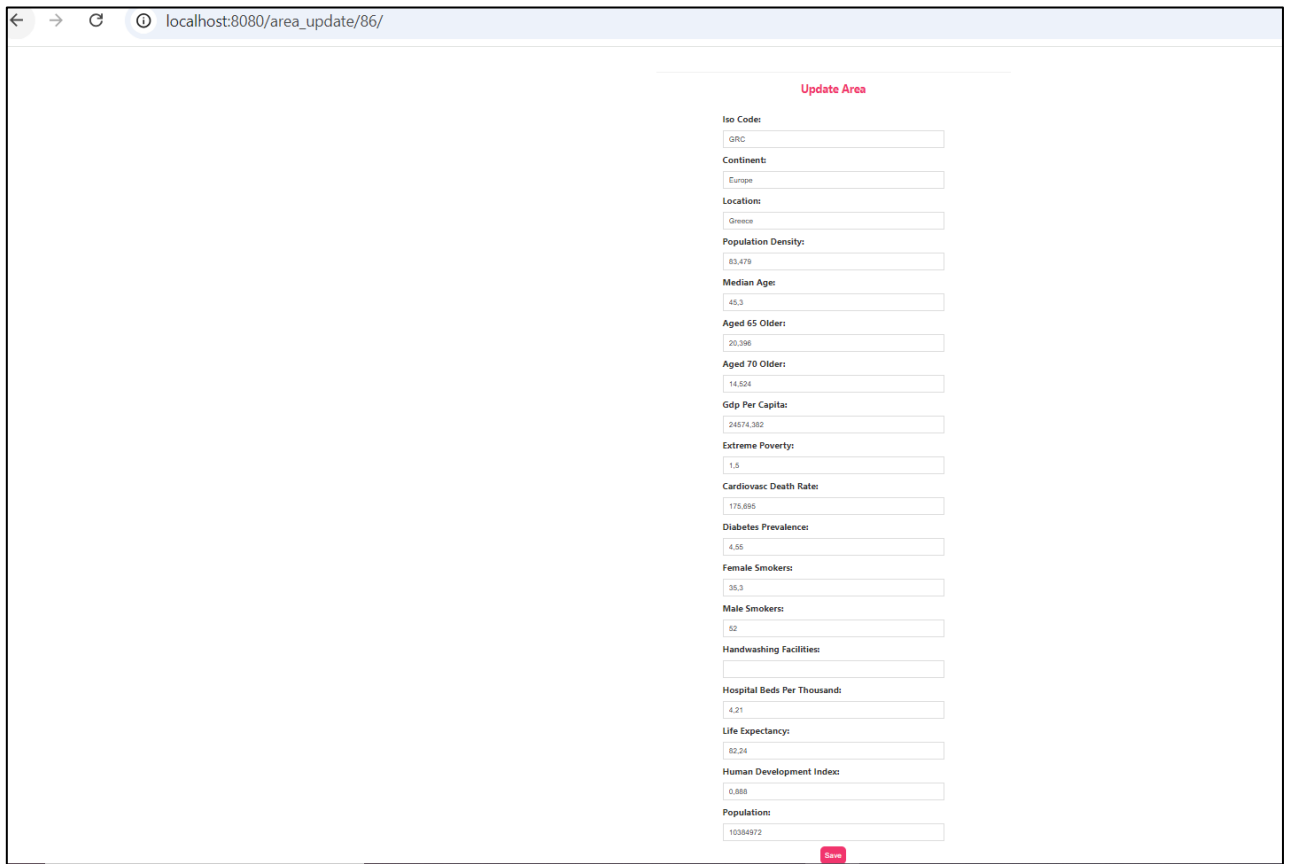 localhost:8080/area_update/86/
Update Area
Iso Code:
GRC
Continent:
Europe
Location:
Greece
Population Density:
83,479
Median Age:
45,3
Aged 65 Older:
20,396
Aged 70 Older:
14,524
Gdp Per Capita:
24574,382
Extreme Poverty:
1,5
Cardiovasc Death Rate:
175,695
Diabetes Prevalence:
4,55
Female Smokers:
35,3
Male Smokers:
52
Handwashing Facilities:
Hospital Beds Per Thousand:
4,21
Life Expectancy:
82,24
Human Development Index:
0,888
Population:
10384972
Save